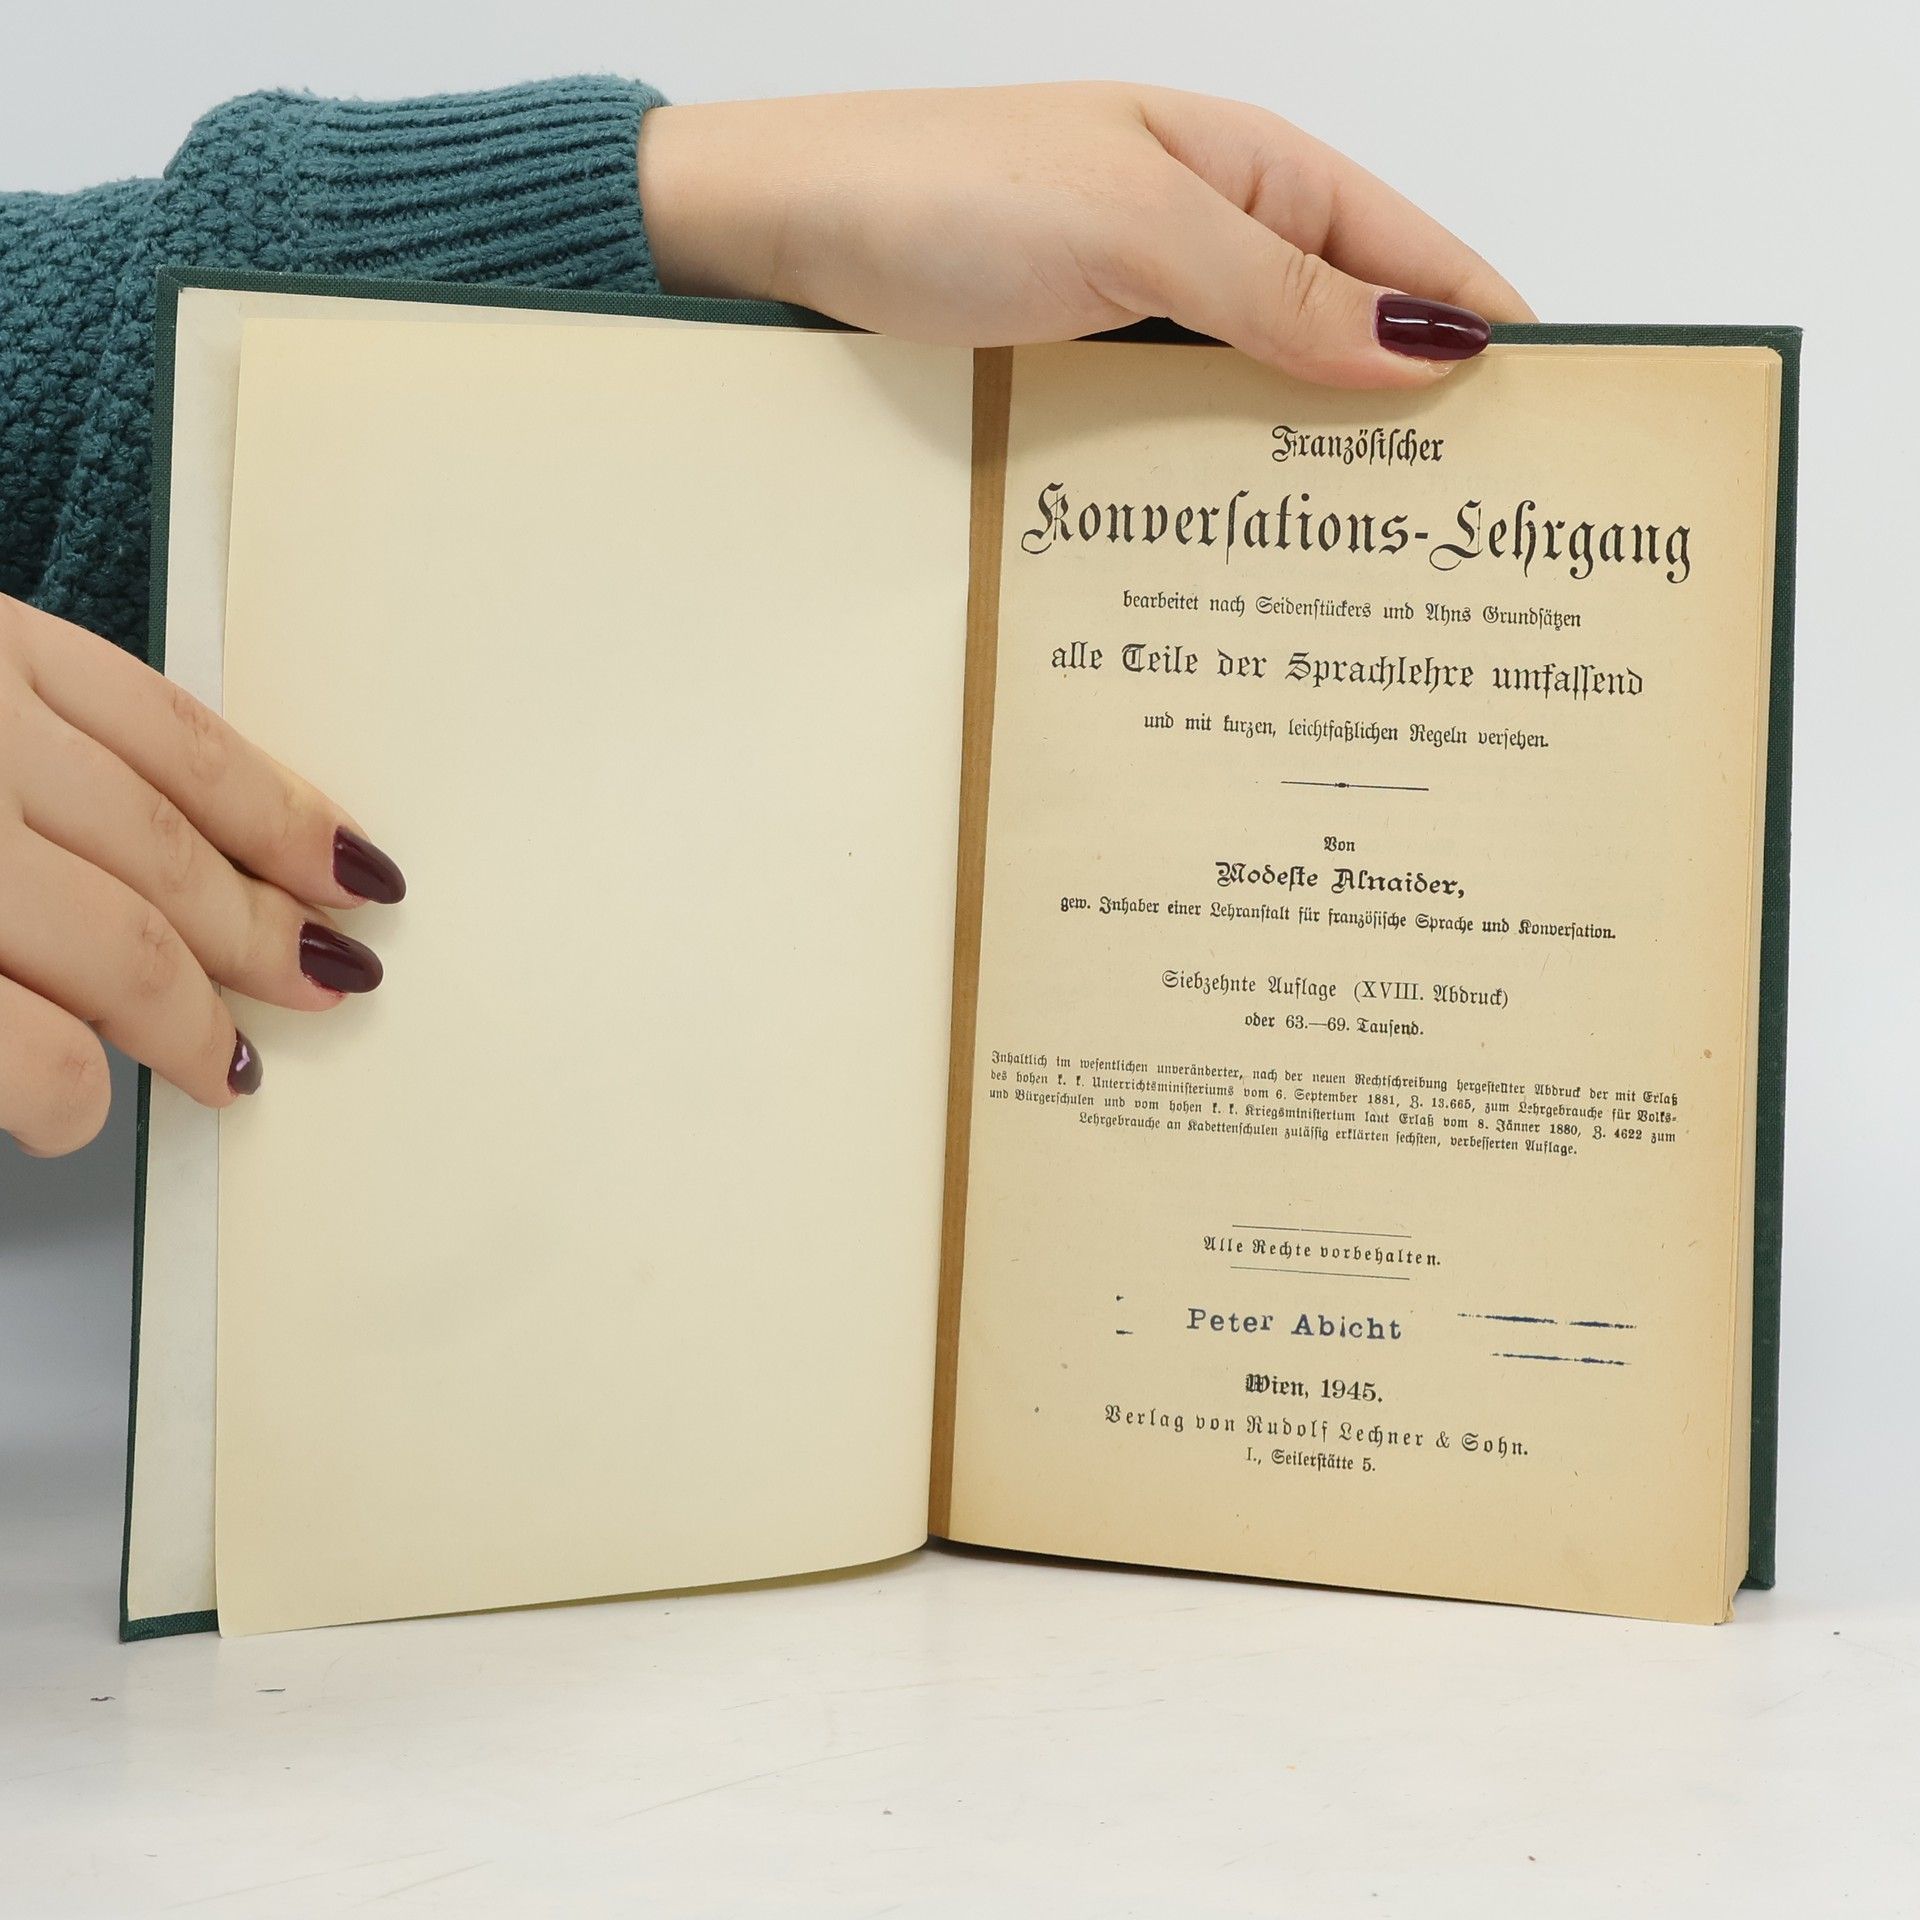 Französischer
Konversations-Lehrgang
bearbeitet nach Seidenstückers und Ahns Grundsätzen
alle Teile der Sprachlehre umfassend
und mit kurzen, leichtfaßlichen Regeln versehen.
Von
Modeste Alnaider,
gew. Inhaber einer Lehranstalt für französische Sprache und Konversation.
Siebzehnte Auflage (XVIII. Abdruck)
oder 63.—69. Tausend.
Inhaltlich im wesentlichen unveränderter, nach der neuen Rechtschreibung hergestellter Abdruck der mit Erlaß
des hohen k. k. Unterrichtsministeriums vom 6. September 1881, Z. 13.665, zum Lehrgebrauche für Volks-
und Bürgerschulen und vom hohen k. k. Kriegsministerium laut Erlaß vom 8. Jänner 1880, Z. 4622 zum
Lehrgebrauche an Kadettenschulen zulässig erklärten sechsten, verbesserten Auflage.
Alle Rechte vorbehalten.
Peter Abicht
Wien, 1945.
Verlag von Rudolf Lechner & Sohn.
I., Seilerstätte 5.